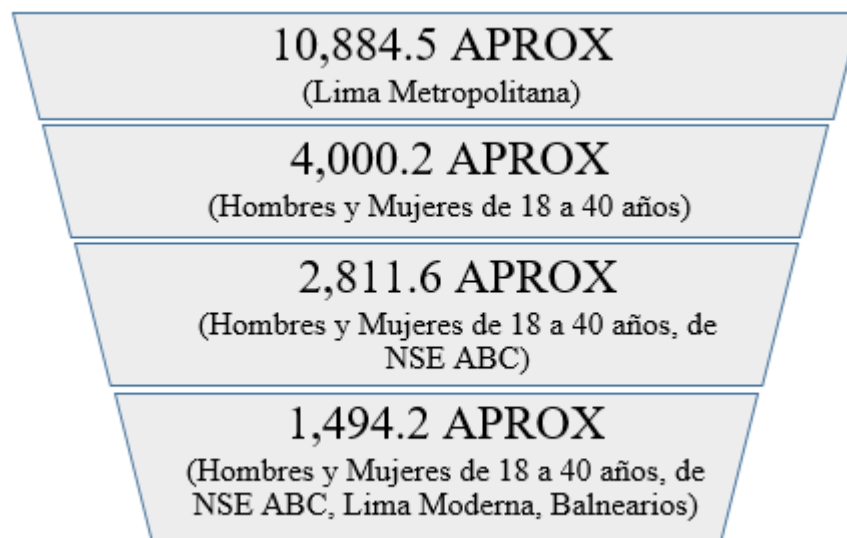 10,884.5 APROX
(Lima Metropolitana)
4,000.2 APROX
(Hombres y Mujeres de 18 a 40 años)
2,811.6 APROX
(Hombres y Mujeres de 18 a 40 años, de
NSE ABC)
1,494.2 APROX
(Hombres y Mujeres de 18 a 40 años, de
NSE ABC, Lima Moderna, Balnearios)